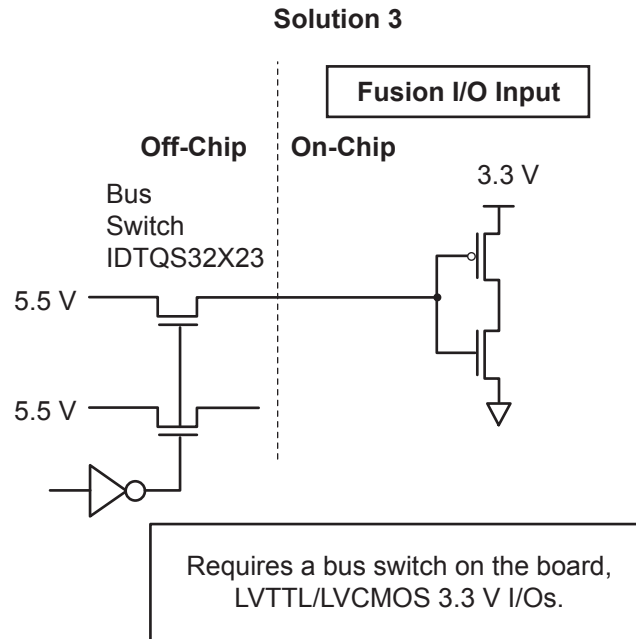 Solution 3
Fusion I/O Input
Off-Chip
On-Chip
Bus
Switch
IDTQS32X23
3.3 V
5.5 V
5.5 V
Requires a bus switch on the board,
LVTTL/LVCMOS 3.3 V I/Os.